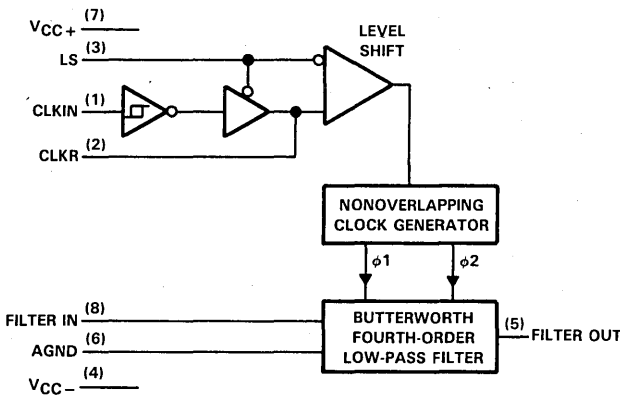 VCC+ (7)
LS (3)
LEVEL
SHIFT
CLKIN (1)
CLKR (2)
NONOVERLAPPING
CLOCK GENERATOR
ϕ1
ϕ2
FILTER IN (8)
AGND (6)
BUTTERWORTH
FOURTH-ORDER
LOW-PASS FILTER
(5) FILTER OUT
VCC− (4)